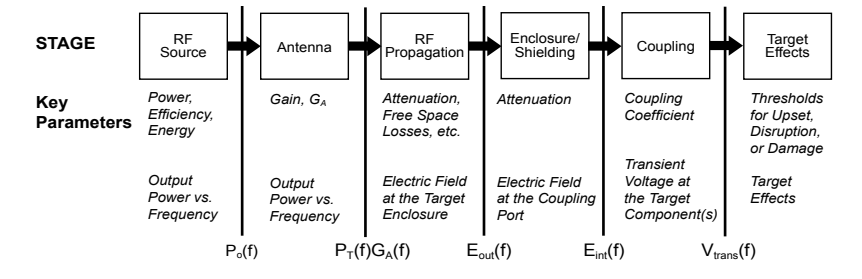 STAGE
RF
Source
Antenna
RF
Propagation
Enclosure/
Shielding
Coupling
Target
Effects
Key
Parameters
Power,
Efficiency,
Energy
Gain, G_A
Attenuation,
Free Space
Losses, etc.
Attenuation
Coupling
Coefficient
Thresholds
for Upset,
Disruption,
or Damage
Output
Power vs.
Frequency
Output
Power vs.
Frequency
Electric Field
at the Target
Enclosure
Electric Field
at the Coupling
Port
Transient
Voltage at
the Target
Component(s)
Target
Effects
P_o(f)
P_T(f)G_A(f)
E_out(f)
E_int(f)
V_trans(f)